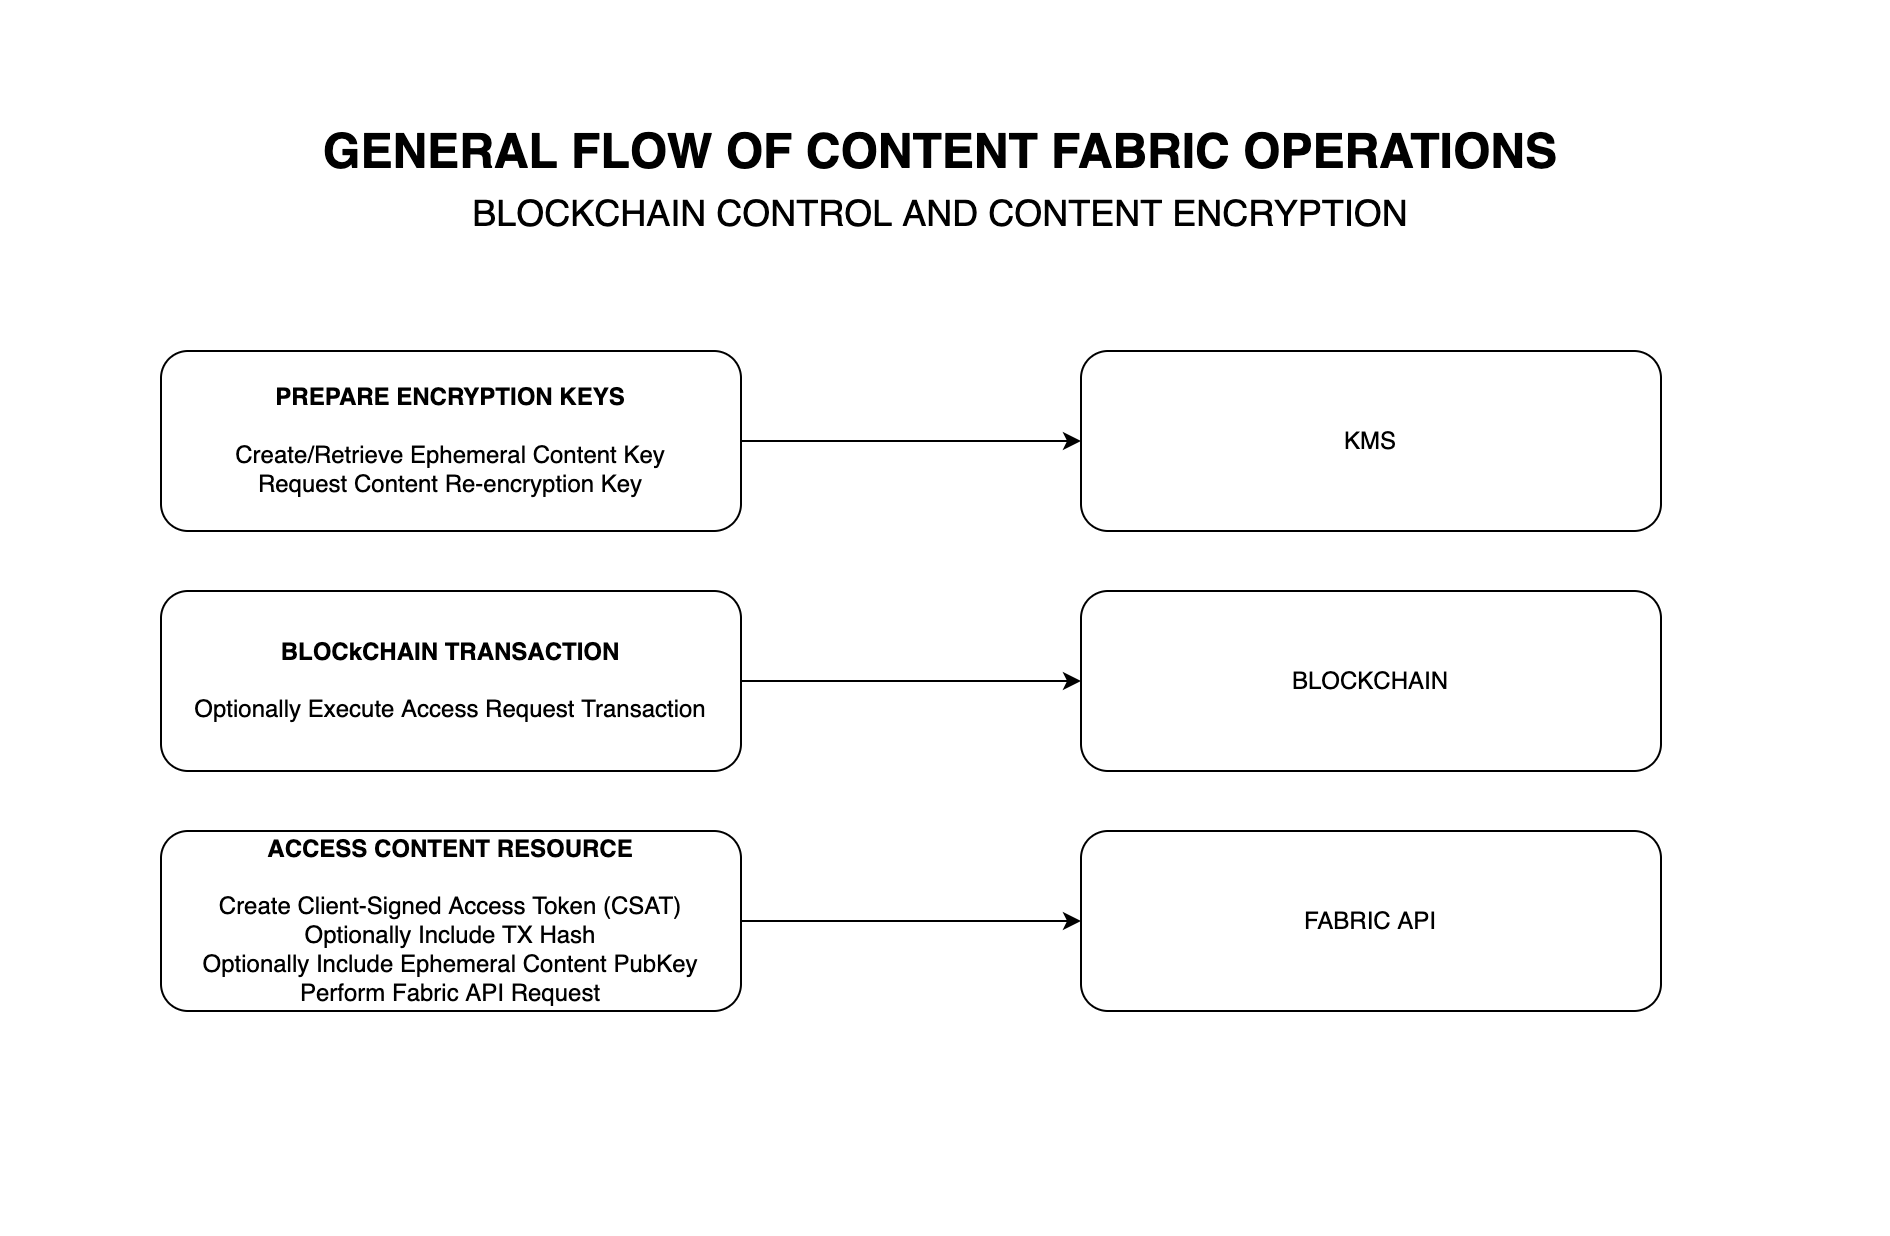 GENERAL FLOW OF CONTENT FABRIC OPERATIONS
BLOCKCHAIN CONTROL AND CONTENT ENCRYPTION
PREPARE ENCRYPTION KEYS
Create/Retrieve Ephemeral Content Key
Request Content Re-encryption Key
KMS
BLOCkCHAIN TRANSACTION
Optionally Execute Access Request Transaction
BLOCKCHAIN
ACCESS CONTENT RESOURCE
Create Client-Signed Access Token (CSAT)
Optionally Include TX Hash
Optionally Include Ephemeral Content PubKey
Perform Fabric API Request
FABRIC API